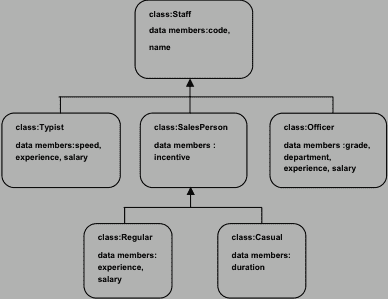 class:Staff
data members:code,
name
class:Typist
data members:speed,
experience, salary
class:SalesPerson
data members :
incentive
class:Officer
data members :grade,
department,
experience, salary
class:Regular
data members:
experience,
salary
class:Casual
data members:
duration